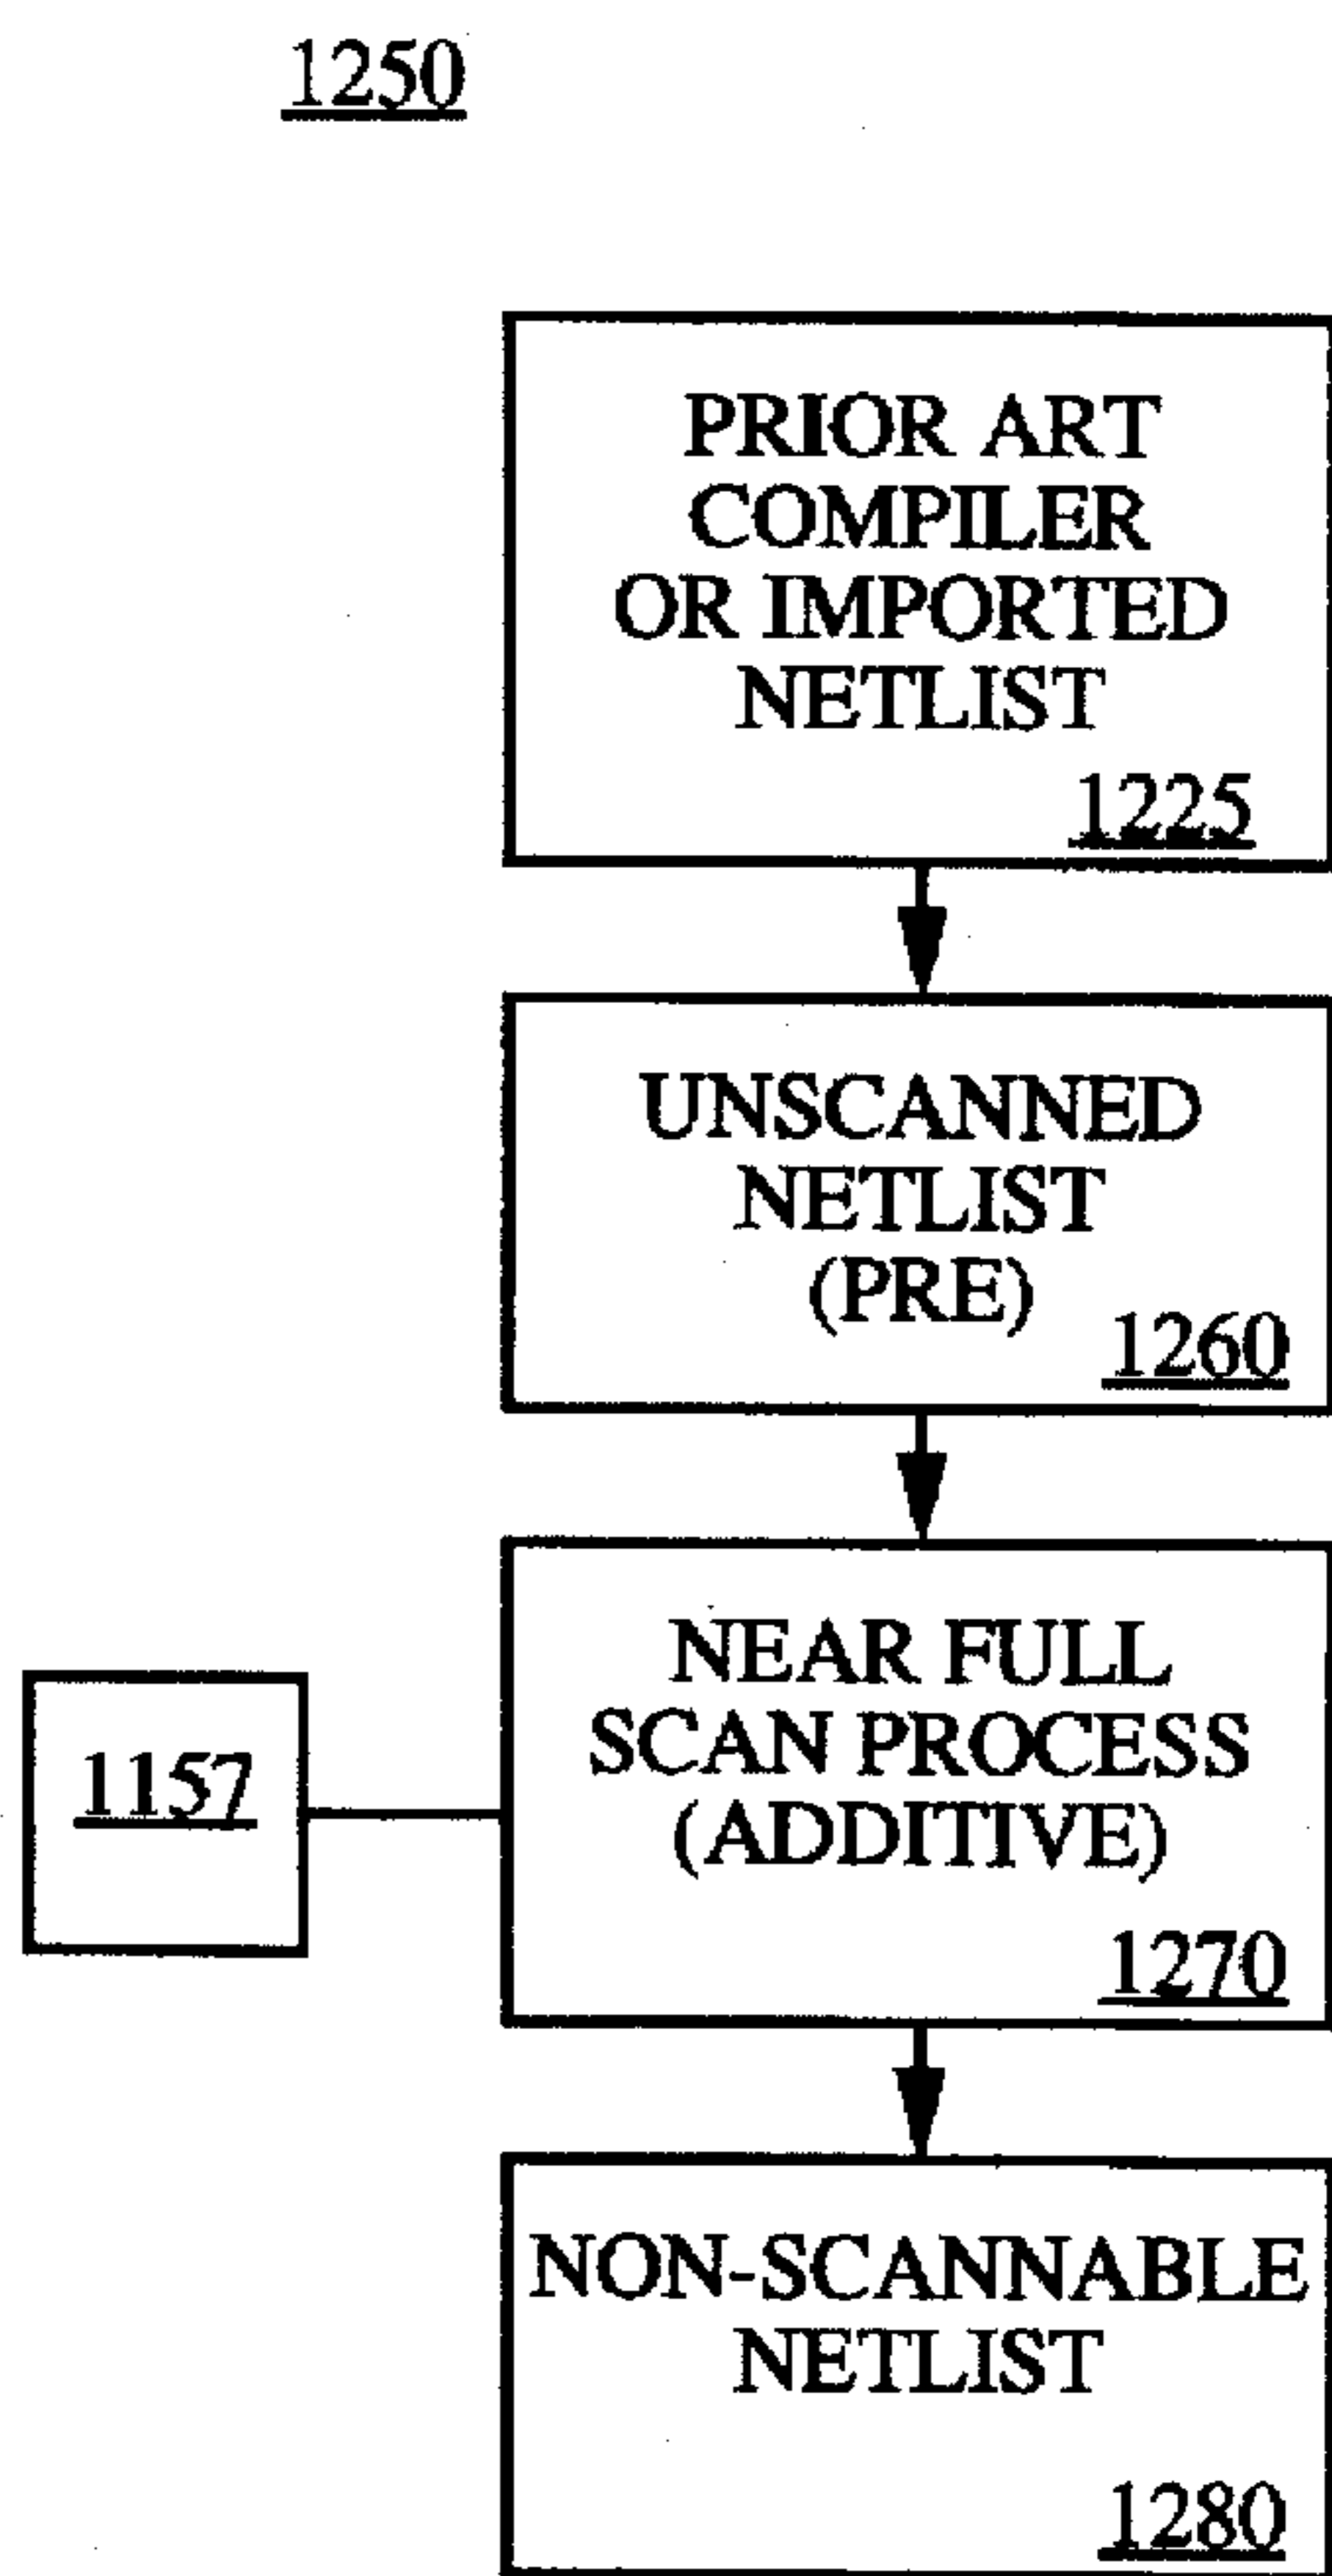 1250
PRIOR ART
COMPILER
OR IMPORTED
NETLIST
1225
UNSCANNED
NETLIST
(PRE)
1260
NEAR FULL
SCAN PROCESS
(ADDITIVE)
1270
1157
NON-SCANNABLE
NETLIST
1280